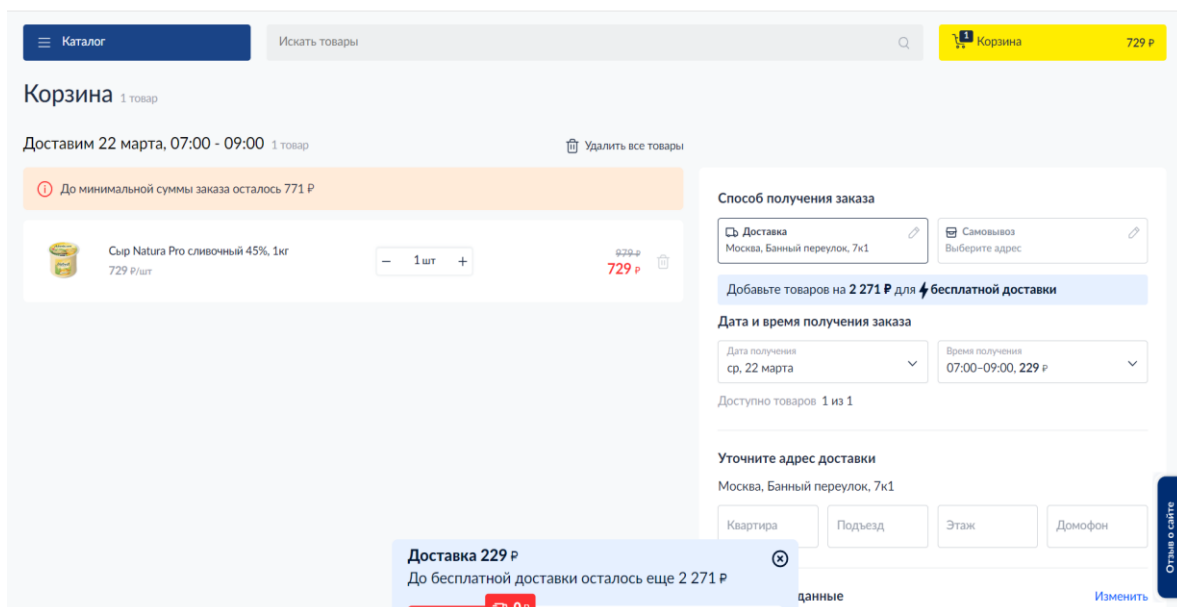 Каталог
Искать товары
1
Корзина
729 ₽
Корзина 1 товар
Доставим 22 марта, 07:00 - 09:00 1 товар
Удалить все товары
До минимальной суммы заказа осталось 771 ₽
Сыр Natura Pro сливочный 45%, 1кг
729 ₽/шт
1 шт
979 ₽
729 ₽
Способ получения заказа
Доставка
Москва, Банный переулок, 7к1
Самовывоз
Выберите адрес
Добавьте товаров на 2 271 ₽ для бесплатной доставки
Дата и время получения заказа
Дата получения
ср, 22 марта
Время получения
07:00–09:00, 229 ₽
Доступно товаров 1 из 1
Уточните адрес доставки
Москва, Банный переулок, 7к1
Квартира
Подъезд
Этаж
Домофон
Отзыв о сайте
Доставка 229 ₽
До бесплатной доставки осталось еще 2 271 ₽
данные
Изменить